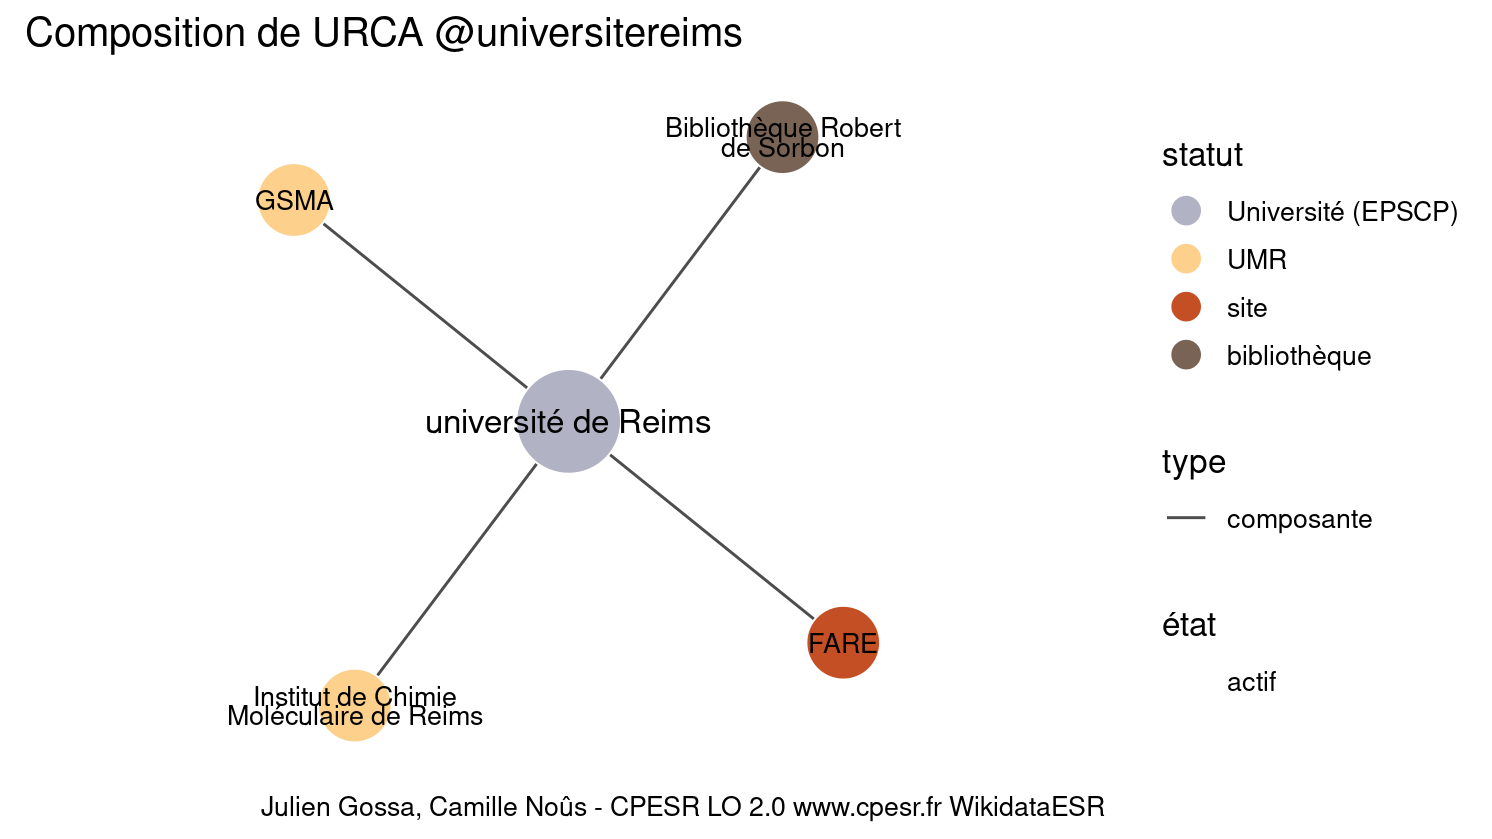 Composition de URCA @universitereims
Bibliothèque Robert
de Sorbon
GSMA
université de Reims
FARE
Institut de Chimie
Moléculaire de Reims
statut
Université (EPSCP)
UMR
site
bibliothèque
type
composante
état
actif
Julien Gossa, Camille Noûs - CPESR LO 2.0 www.cpesr.fr WikidataESR